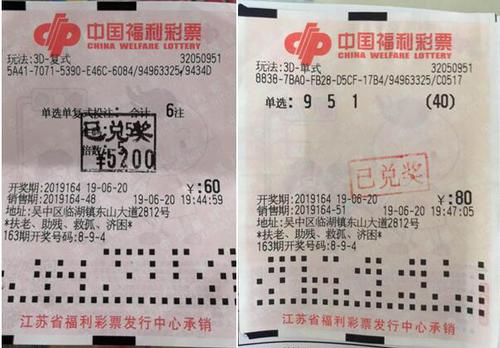 中国福利彩票
CHINA WELFARE LOTTERY
玩法:3D-复式 32050951
5A41-7071-5390-E46C-6084/94963325/9434D
单选单复式投注: 合计 6注
已兑奖
倍数: 5
¥5200
开奖期:2019164 19-06-20 ¥:60
销售期:2019164-48 19-06-20 19:44:59
地址:吴中区临湖镇东山大道2812号
*扶老、助残、救孤、济困*
163期开奖号码:8-9-4
江苏省福利彩票发行中心承销
中国福利彩票
CHINA WELFARE LOTTERY
玩法:3D-单式 32050951
8838-7BA0-FB28-D5CF-17B4/94963325/C0517
单选: 9 5 1 (40)
已兑奖
开奖期:2019164 19-06-20 ¥:80
销售期:2019164-51 19-06-20 19:47:05
地址:吴中区临湖镇东山大道2812号
*扶老、助残、救孤、济困*
163期开奖号码:8-9-4
江苏省福利彩票发行中心承销